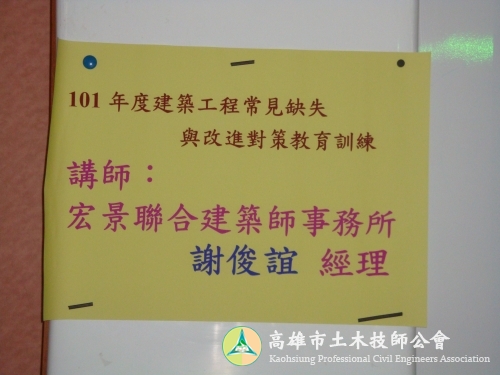 101 年度建築工程常見缺失
與改進對策教育訓練
講師：
宏景聯合建築師事務所
謝俊誼 經理
高雄市土木技師公會
Kaohsiung Professional Civil Engineers Association